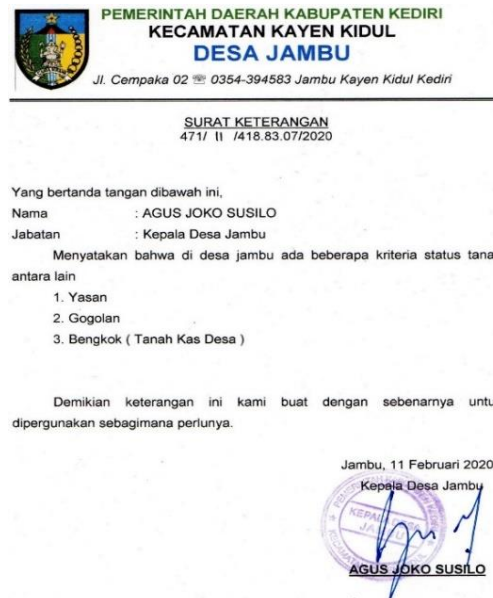 PEMERINTAH DAERAH KABUPATEN KEDIRI
KECAMATAN KAYEN KIDUL
DESA JAMBU
Jl. Cempaka 02 ☏ 0354-394583 Jambu Kayen Kidul Kediri
SURAT KETERANGAN
471/ 11 /418.83.07/2020
Yang bertanda tangan dibawah ini,
Nama : AGUS JOKO SUSILO
Jabatan : Kepala Desa Jambu
Menyatakan bahwa di desa jambu ada beberapa kriteria status tana
antara lain
1. Yasan
2. Gogolan
3. Bengkok ( Tanah Kas Desa )
Demikian keterangan ini kami buat dengan sebenarnya untu
dipergunakan sebagimana perlunya.
Jambu, 11 Februari 2020
Kepala Desa Jambu
KEPALA DESA
JAMBU
AGUS JOKO SUSILO